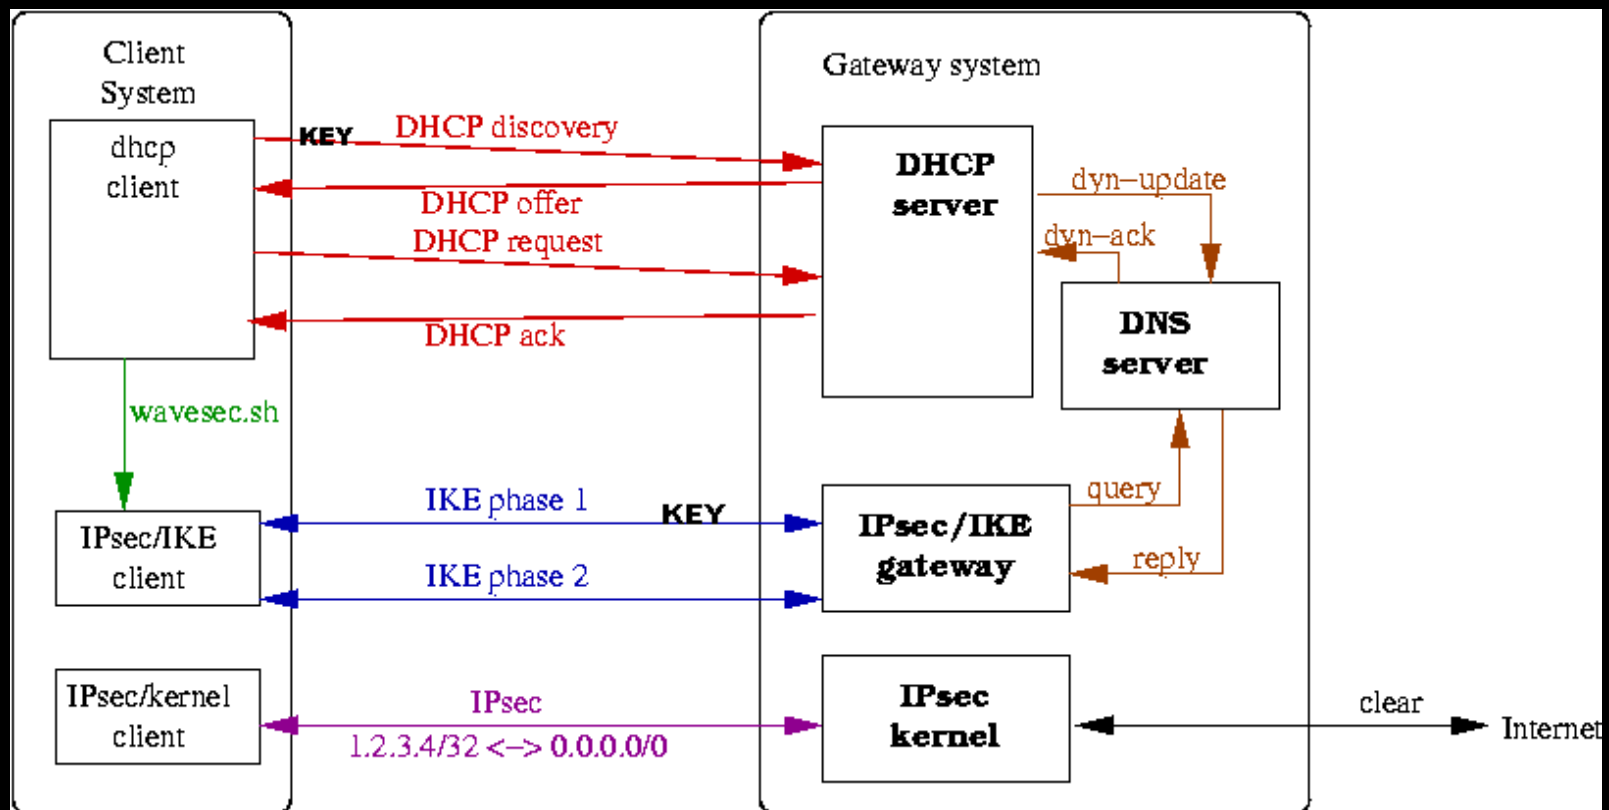 Client
System
Gateway system
dhcp
client
KEY
DHCP discovery
DHCP offer
DHCP request
DHCP ack
DHCP
server
dyn–update
dyn–ack
DNS
server
wavesec.sh
IPsec/IKE
client
IKE phase 1
KEY
IKE phase 2
IPsec/IKE
gateway
query
reply
IPsec/kernel
client
IPsec
1.2.3.4/32 <–> 0.0.0.0/0
IPsec
kernel
clear
Internet